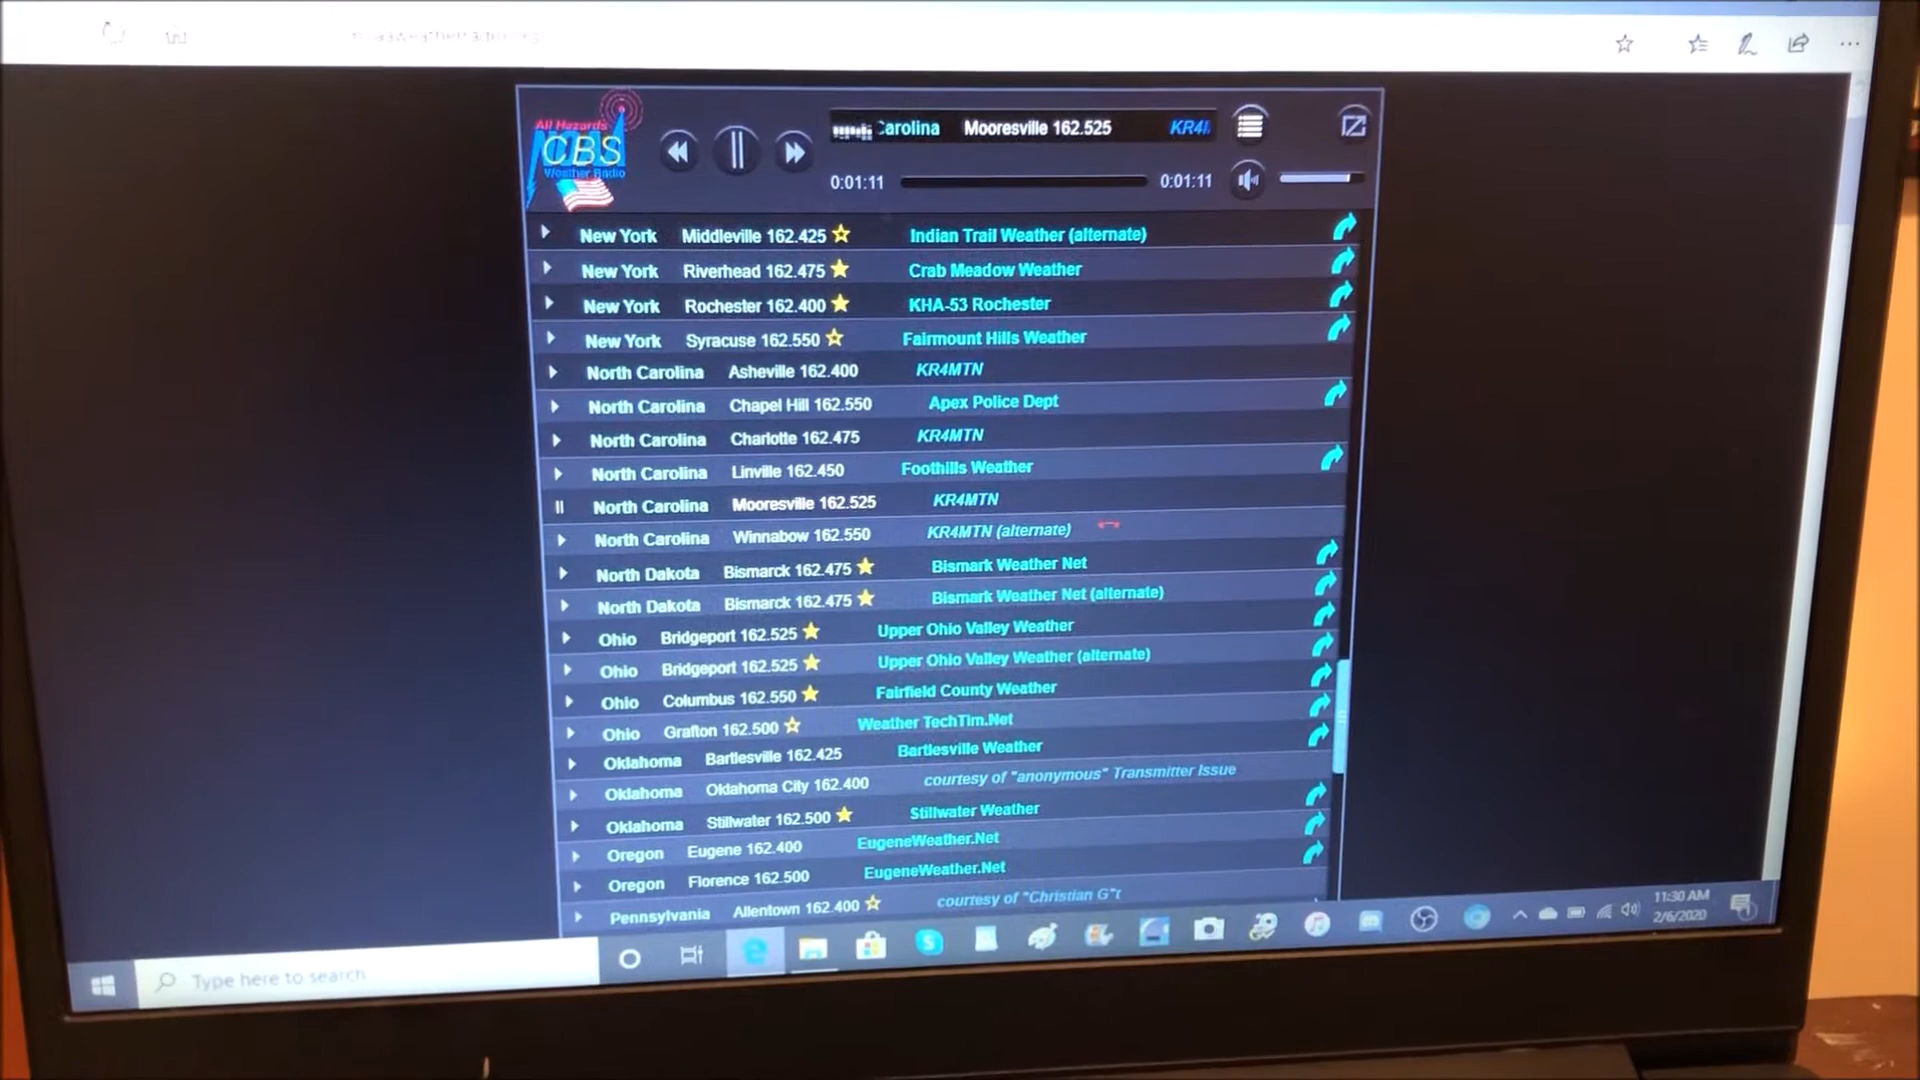 All Hazards
CBS
Weather Radio
Carolina Mooresville 162.525 KR4
0:01:11 0:01:11
New York Middleville 162.425 Indian Trail Weather (alternate)
New York Riverhead 162.475 Crab Meadow Weather
New York Rochester 162.400 KHA-53 Rochester
New York Syracuse 162.550 Fairmount Hills Weather
North Carolina Asheville 162.400 KR4MTN
North Carolina Chapel Hill 162.550 Apex Police Dept
North Carolina Charlotte 162.475 KR4MTN
North Carolina Linville 162.450 Foothills Weather
North Carolina Mooresville 162.525 KR4MTN
North Carolina Winnabow 162.550 KR4MTN (alternate)
North Dakota Bismarck 162.475 Bismark Weather Net
North Dakota Bismarck 162.475 Bismark Weather Net (alternate)
Ohio Bridgeport 162.525 Upper Ohio Valley Weather
Ohio Bridgeport 162.525 Upper Ohio Valley Weather (alternate)
Ohio Columbus 162.550 Fairfield County Weather
Ohio Grafton 162.500 Weather TechTim.Net
Oklahoma Bartlesville 162.425 Bartlesville Weather
Oklahoma Oklahoma City 162.400 courtesy of "anonymous" Transmitter Issue
Oklahoma Stillwater 162.500 Stillwater Weather
Oregon Eugene 162.400 EugeneWeather.Net
Oregon Florence 162.500 EugeneWeather.Net
Pennsylvania Allentown 162.400 courtesy of "Christian G"r
Type here to search
11:30 AM
2/6/2020